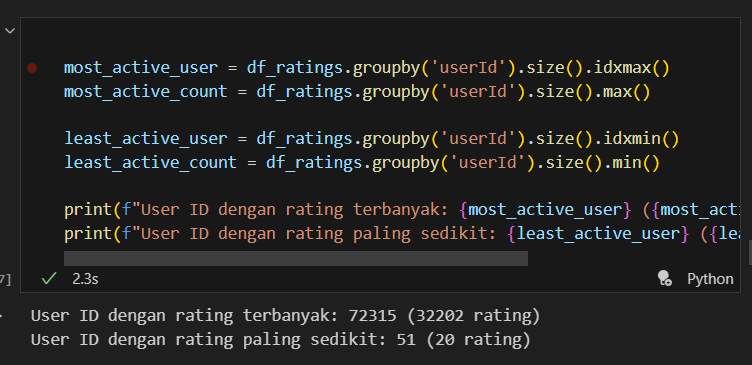 most_active_user = df_ratings.groupby('userId').size().idxmax()
most_active_count = df_ratings.groupby('userId').size().max()
least_active_user = df_ratings.groupby('userId').size().idxmin()
least_active_count = df_ratings.groupby('userId').size().min()
print(f"User ID dengan rating terbanyak: {most_active_user} ({most_acti
print(f"User ID dengan rating paling sedikit: {least_active_user} ({lea
7] 2.3s Python
User ID dengan rating terbanyak: 72315 (32202 rating)
User ID dengan rating paling sedikit: 51 (20 rating)